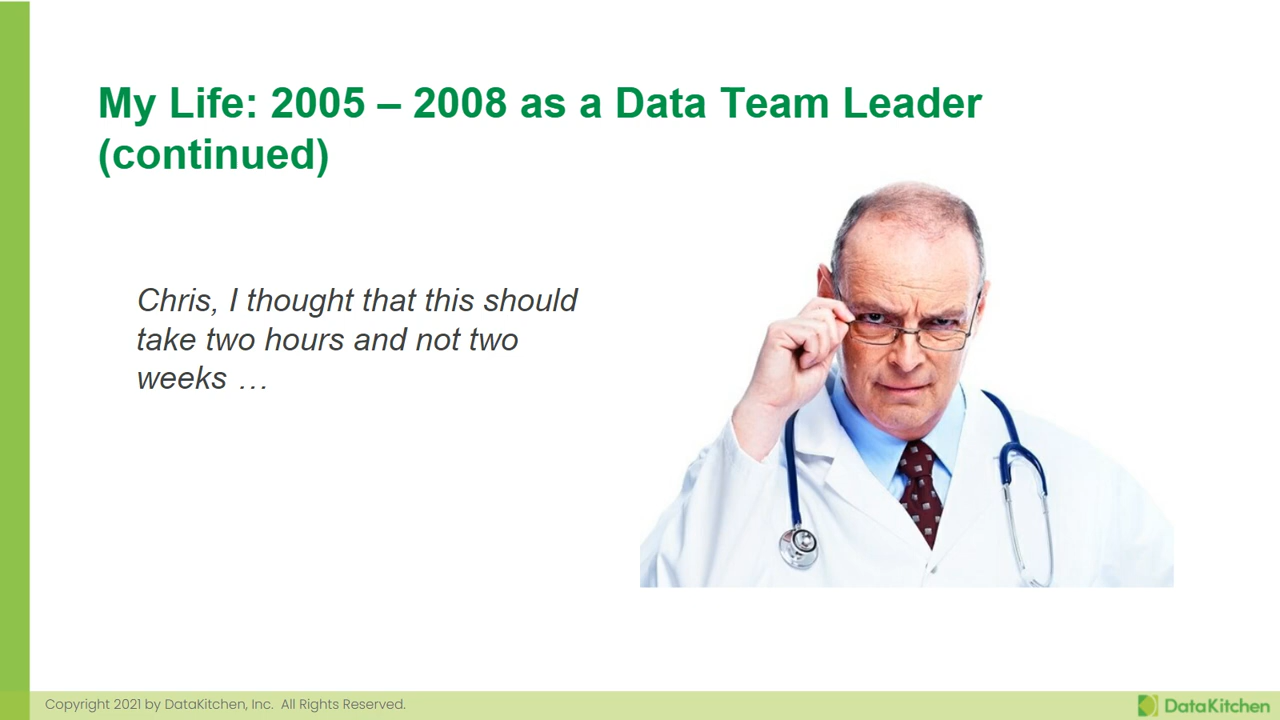 My Life: 2005 – 2008 as a Data Team Leader
(continued)
Chris, I thought that this should
take two hours and not two
weeks …
Copyright 2021 by DataKitchen, Inc.  All Rights Reserved.
DataKitchen